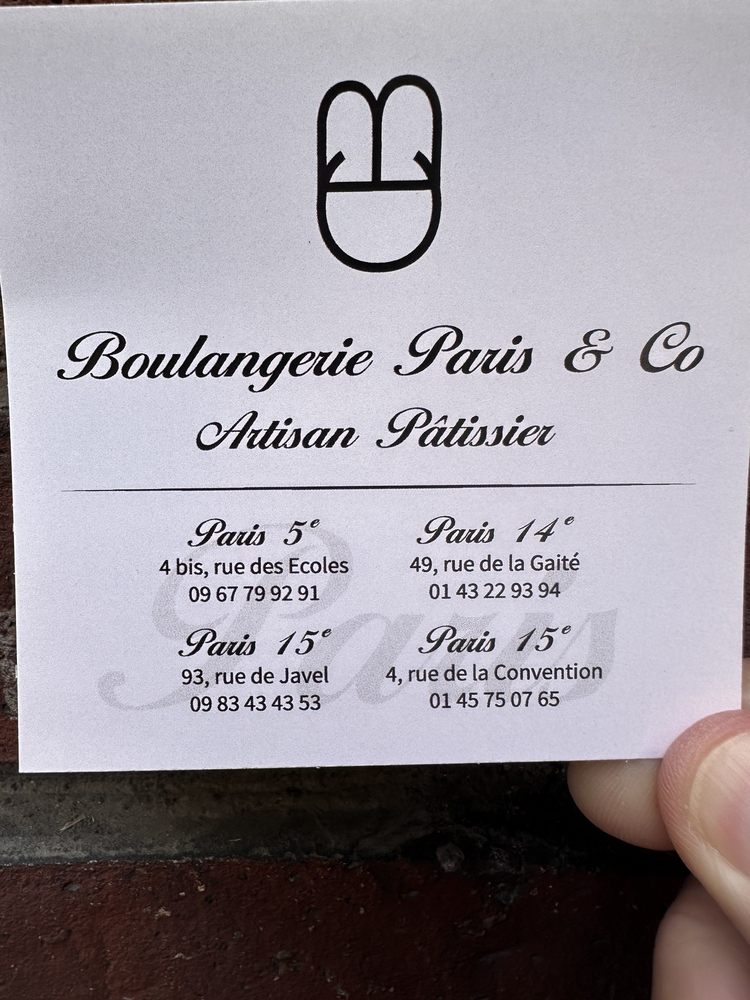 Boulangerie Paris & Co
Artisan Pâtissier
Paris 5e
4 bis, rue des Ecoles
09 67 79 92 91
Paris 14e
49, rue de la Gaité
01 43 22 93 94
Paris 15e
93, rue de Javel
09 83 43 43 53
Paris 15e
4, rue de la Convention
01 45 75 07 65
Paris